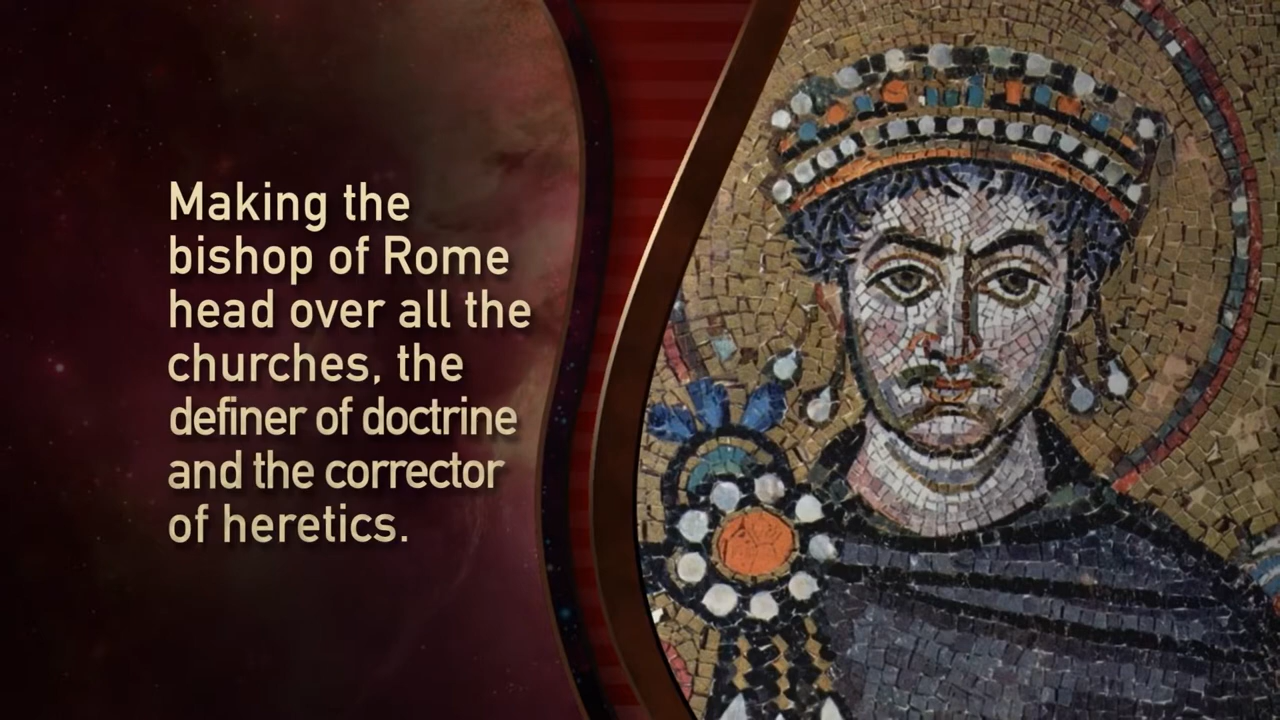 Making the
bishop of Rome
head over all the
churches, the
definer of doctrine
and the corrector
of heretics.